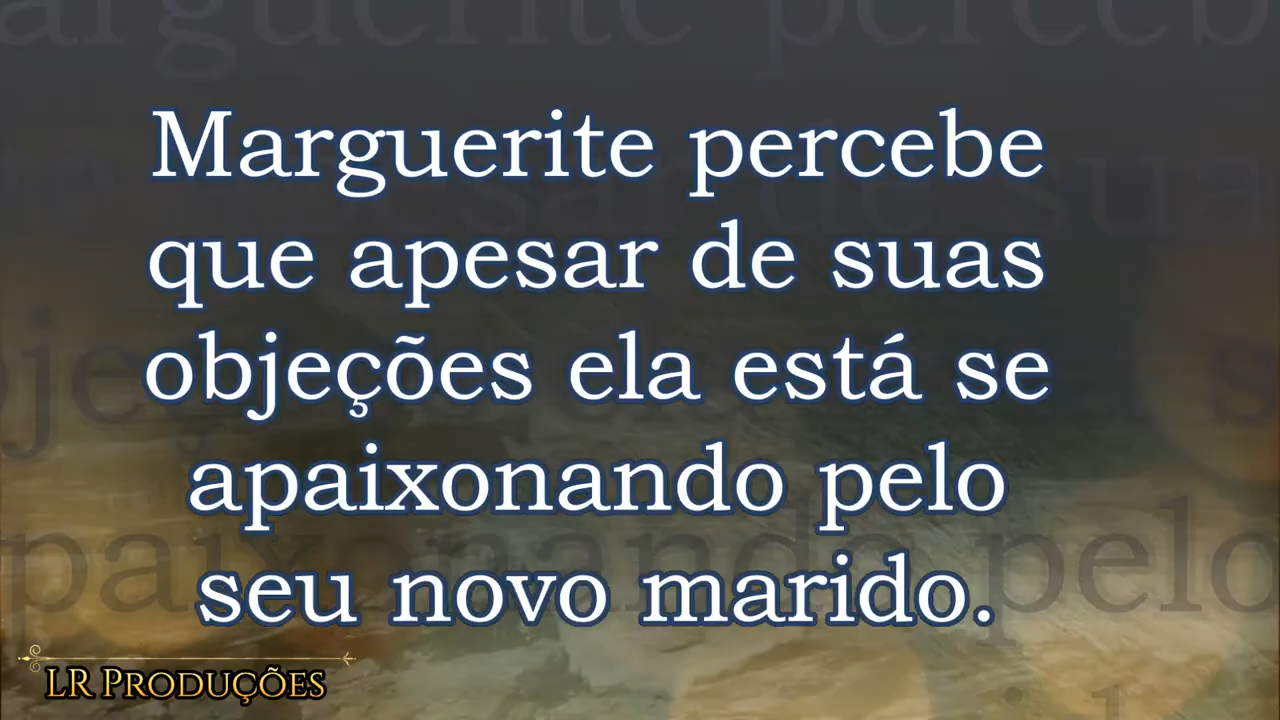 Marguerite percebe
que apesar de suas
objeções ela está se
apaixonando pelo
seu novo marido.
LR PRODUÇÕES